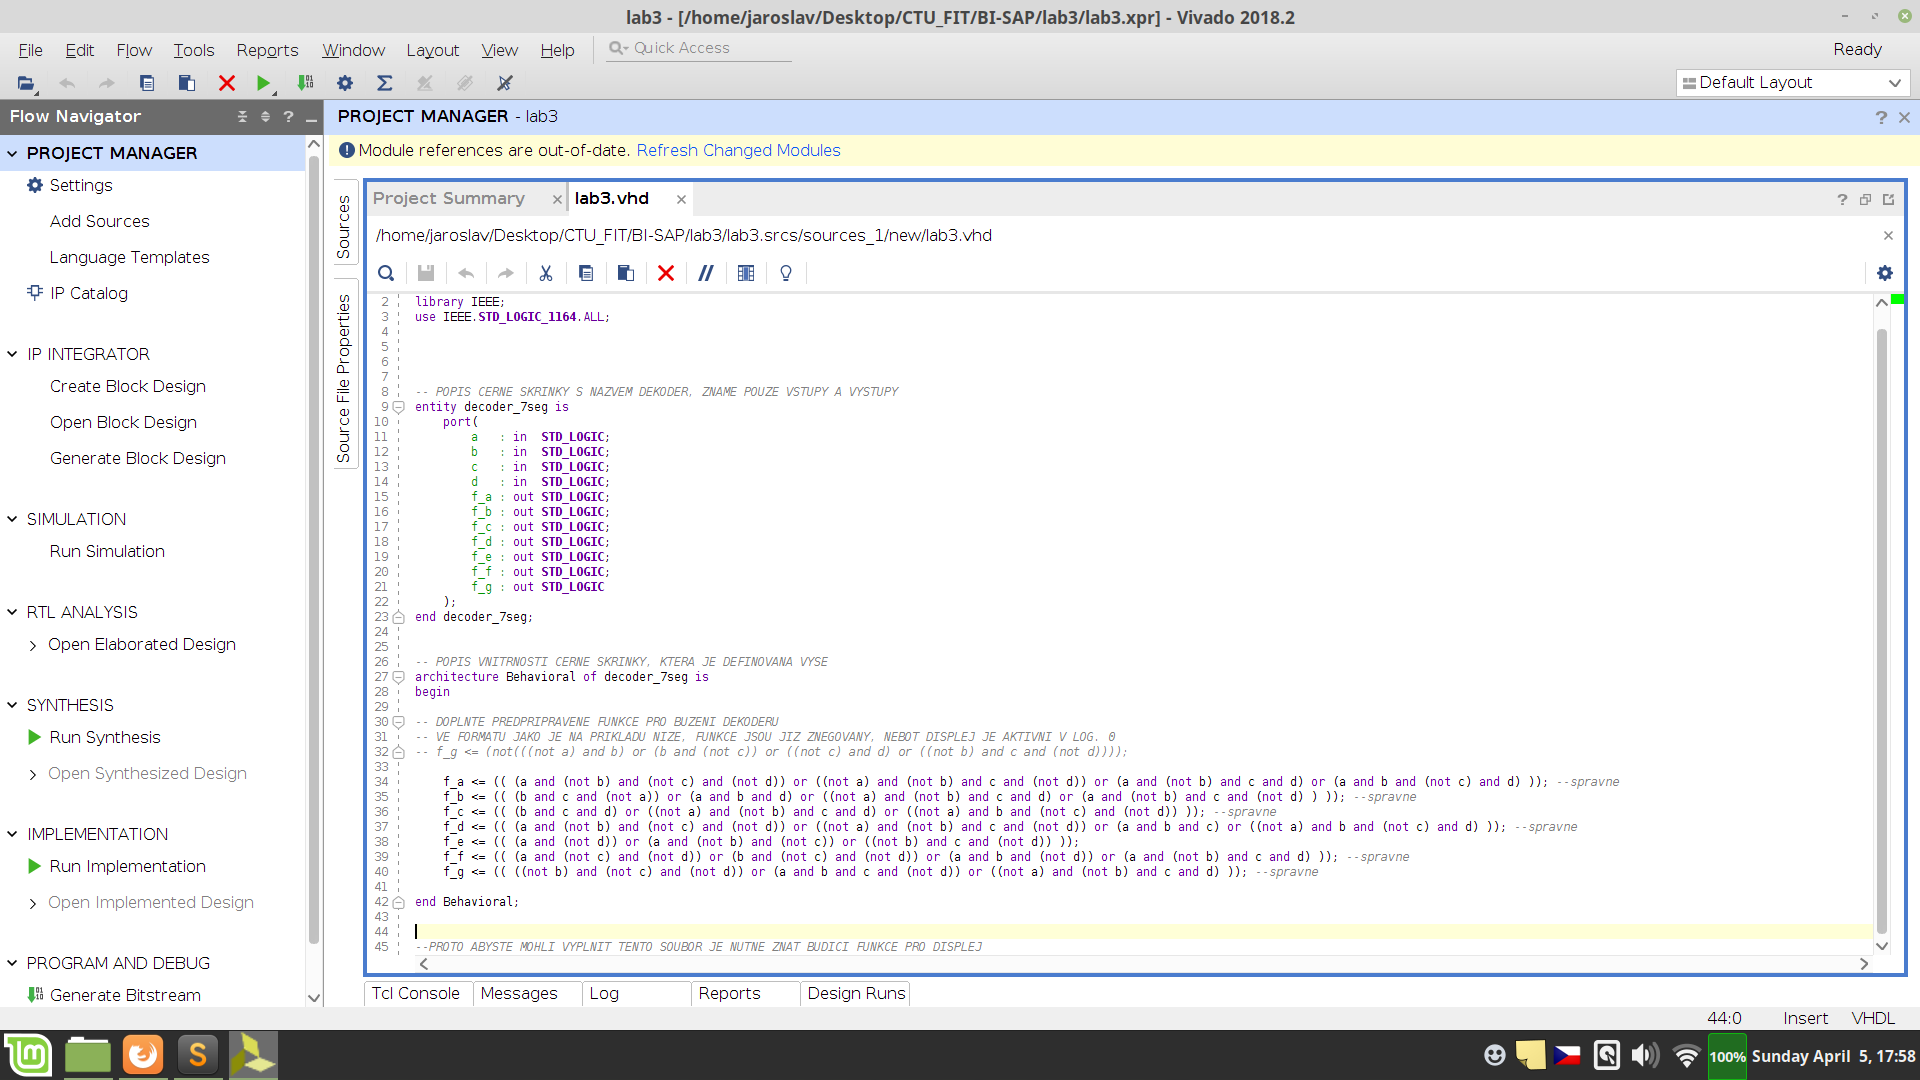 lab3 - [/home/jaroslav/Desktop/CTU_FIT/BI-SAP/lab3/lab3.xpr] - Vivado 2018.2
File Edit Flow Tools Reports Window Layout View Help Quick Access
Ready
Default Layout
Flow Navigator
PROJECT MANAGER
Settings
Add Sources
Language Templates
IP Catalog
IP INTEGRATOR
Create Block Design
Open Block Design
Generate Block Design
SIMULATION
Run Simulation
RTL ANALYSIS
Open Elaborated Design
SYNTHESIS
Run Synthesis
Open Synthesized Design
IMPLEMENTATION
Run Implementation
Open Implemented Design
PROGRAM AND DEBUG
Generate Bitstream
PROJECT MANAGER - lab3
Module references are out-of-date. Refresh Changed Modules
Sources
Source File Properties
Project Summary
lab3.vhd
/home/jaroslav/Desktop/CTU_FIT/BI-SAP/lab3/lab3.srcs/sources_1/new/lab3.vhd
2 library IEEE;
3 use IEEE.STD_LOGIC_1164.ALL;
4
5
6
7
8 -- POPIS CERNE SKRINKY S NAZVEM DEKODER, ZNAME POUZE VSTUPY A VYSTUPY
9 entity decoder_7seg is
10 port(
11 a : in STD_LOGIC;
12 b : in STD_LOGIC;
13 c : in STD_LOGIC;
14 d : in STD_LOGIC;
15 f_a : out STD_LOGIC;
16 f_b : out STD_LOGIC;
17 f_c : out STD_LOGIC;
18 f_d : out STD_LOGIC;
19 f_e : out STD_LOGIC;
20 f_f : out STD_LOGIC;
21 f_g : out STD_LOGIC
22 );
23 end decoder_7seg;
24
25
26 -- POPIS VNITRNOSTI CERNE SKRINKY, KTERA JE DEFINOVANA VYSE
27 architecture Behavioral of decoder_7seg is
28 begin
29
30 -- DOPLNTE PREDPRIPRAVENE FUNKCE PRO BUZENI DEKODERU
31 -- VE FORMATU JAKO JE NA PRIKLADU NIZE, FUNKCE JSOU JIZ ZNEGOVANY, NEBOT DISPLEJ JE AKTIVNI V LOG. 0
32 -- f_g <= (not(((not a) and b) or (b and (not c)) or ((not c) and d) or ((not b) and c and (not d))));
33
34 f_a <= (( (a and (not b) and (not c) and (not d)) or ((not a) and (not b) and c and (not d)) or (a and (not b) and c and d) or (a and b and (not c) and d) )); --spravne
35 f_b <= (( (b and c and (not a)) or (a and b and d) or ((not a) and (not b) and c and d) or (a and (not b) and c and (not d) ) )); --spravne
36 f_c <= (( (b and c and d) or ((not a) and (not b) and c and d) or ((not a) and b and (not c) and (not d)) )); --spravne
37 f_d <= (( (a and (not b) and (not c) and (not d)) or ((not a) and (not b) and c and (not d)) or (a and b and c) or ((not a) and b and (not c) and d) )); --spravne
38 f_e <= (( (a and (not d)) or (a and (not b) and (not c)) or ((not b) and c and (not d)) ));
39 f_f <= (( (a and (not c) and (not d)) or (b and (not c) and (not d)) or (a and b and (not d)) or (a and (not b) and c and d) )); --spravne
40 f_g <= (( ((not b) and (not c) and (not d)) or (a and b and c and (not d)) or ((not a) and (not b) and c and d) )); --spravne
41
42 end Behavioral;
43
44
45 --PROTO ABYSTE MOHLI VYPLNIT TENTO SOUBOR JE NUTNE ZNAT BUDICI FUNKCE PRO DISPLEJ
Tcl Console Messages Log Reports Design Runs
44:0 Insert VHDL
100% Sunday April 5, 17:58